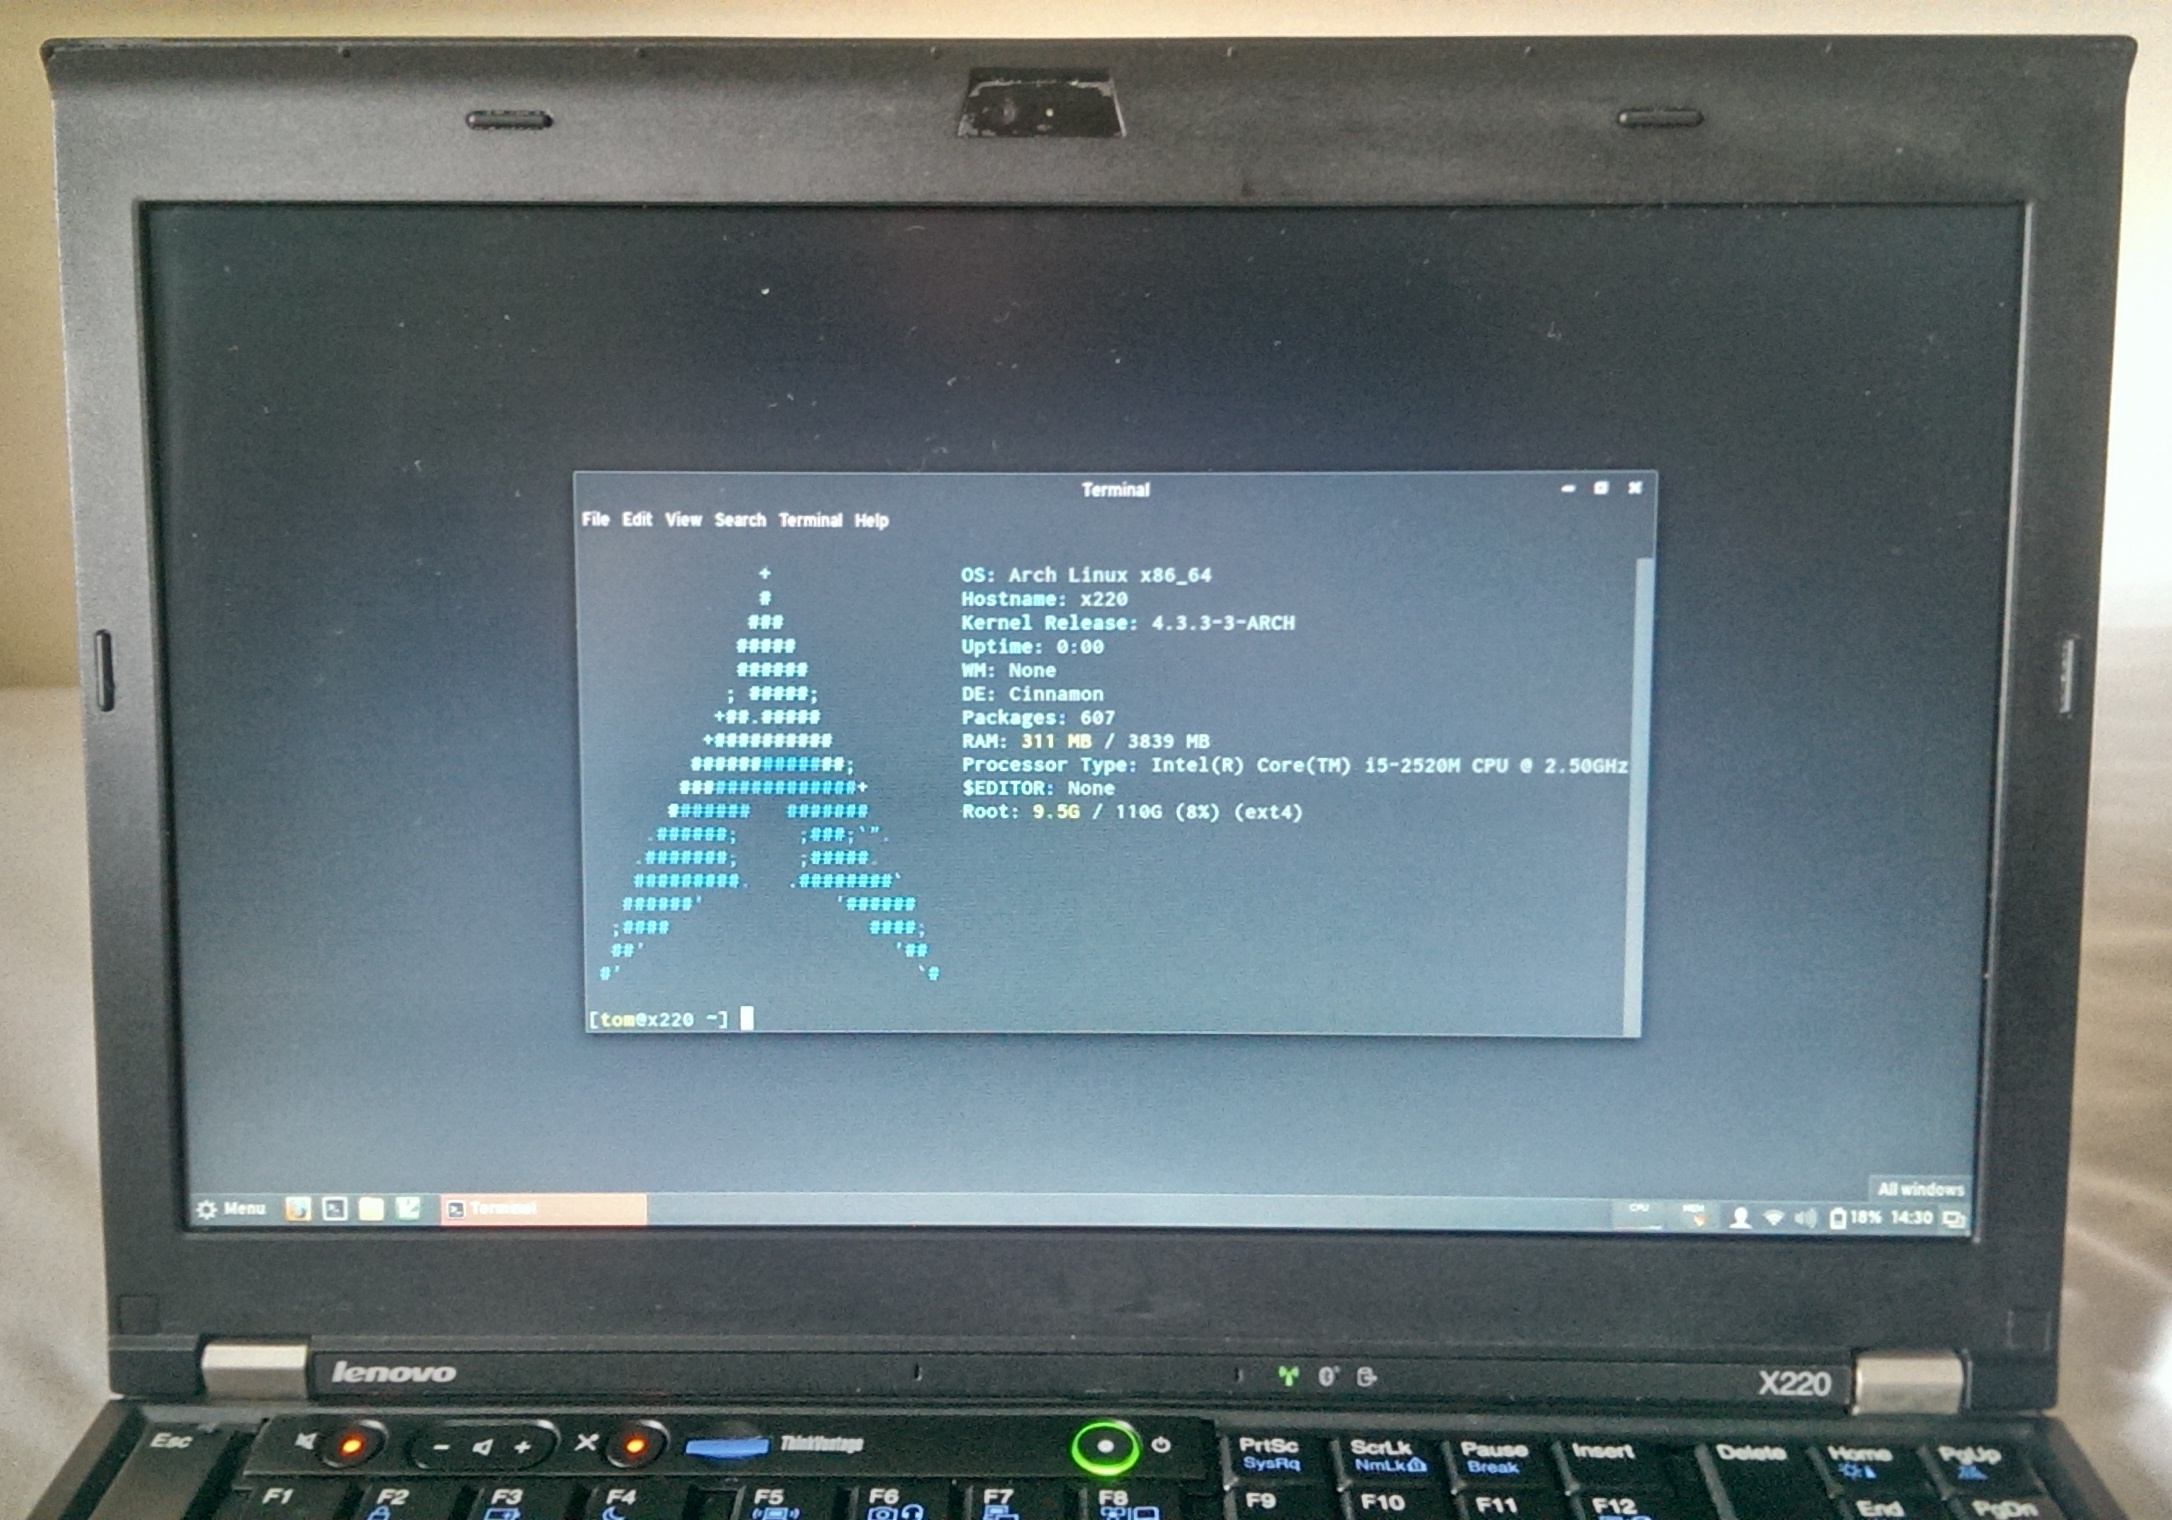 Terminal
File Edit View Search Terminal Help
OS: Arch Linux x86_64
Hostname: x220
Kernel Release: 4.3.3-3-ARCH
Uptime: 0:00
WM: None
DE: Cinnamon
Packages: 607
RAM: 311 MB / 3839 MB
Processor Type: Intel(R) Core(TM) i5-2520M CPU @ 2.50GHz
$EDITOR: None
Root: 9.5G / 110G (8%) (ext4)
[tom@x220 ~]
All windows
Menu Terminal CPU MEM 18% 14:30
lenovo X220
Esc ThinkVantage PrtSc ScrLk Pause Insert Delete Home PgUp
SysRq NmLk Break
F1 F2 F3 F4 F5 F6 F7 F8 F9 F10 F11 F12 End PgDn